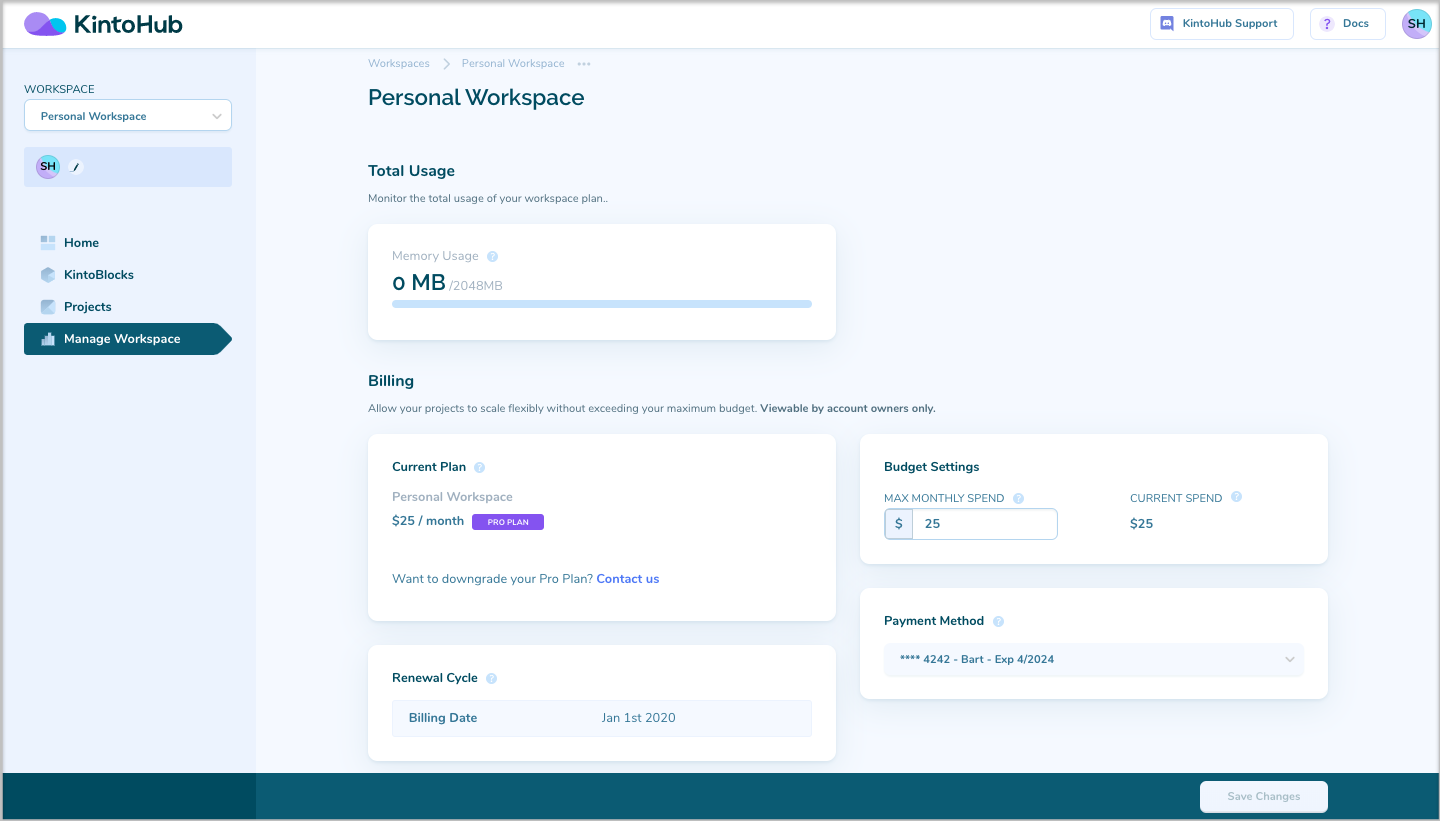 KintoHub
KintoHub Support
? Docs
SH
WORKSPACE
Personal Workspace
SH
Home
KintoBlocks
Projects
Manage Workspace
Workspaces
Personal Workspace
•••
Personal Workspace
Total Usage
Monitor the total usage of your workspace plan..
Memory Usage ?
0 MB /2048MB
Billing
Allow your projects to scale flexibly without exceeding your maximum budget. Viewable by account owners only.
Current Plan ?
Personal Workspace
$25 / month PRO PLAN
Want to downgrade your Pro Plan? Contact us
Renewal Cycle ?
Billing Date Jan 1st 2020
Budget Settings
MAX MONTHLY SPEND ? CURRENT SPEND ?
$ 25 $25
Payment Method ?
**** 4242 - Bart - Exp 4/2024
Save Changes